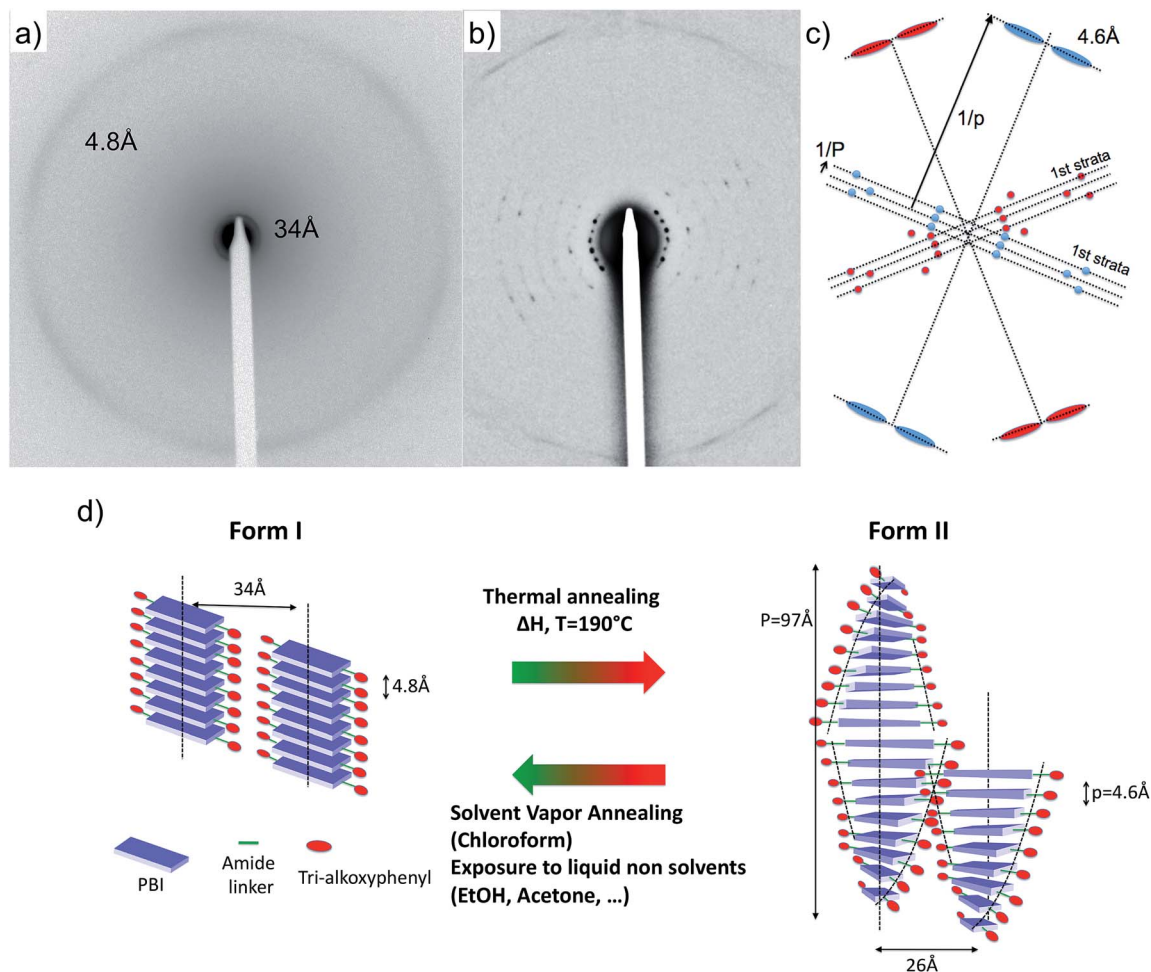 a)
4.8Å
34Å
b)
c)
4.6Å
1/p
1/P
1st strata
1st strata
d)
Form I
34Å
4.8Å
PBI
Amide
linker
Tri-alkoxyphenyl
Thermal annealing
ΔH, T=190°C
Solvent Vapor Annealing
(Chloroform)
Exposure to liquid non solvents
(EtOH, Acetone, ...)
Form II
P=97Å
p=4.6Å
26Å